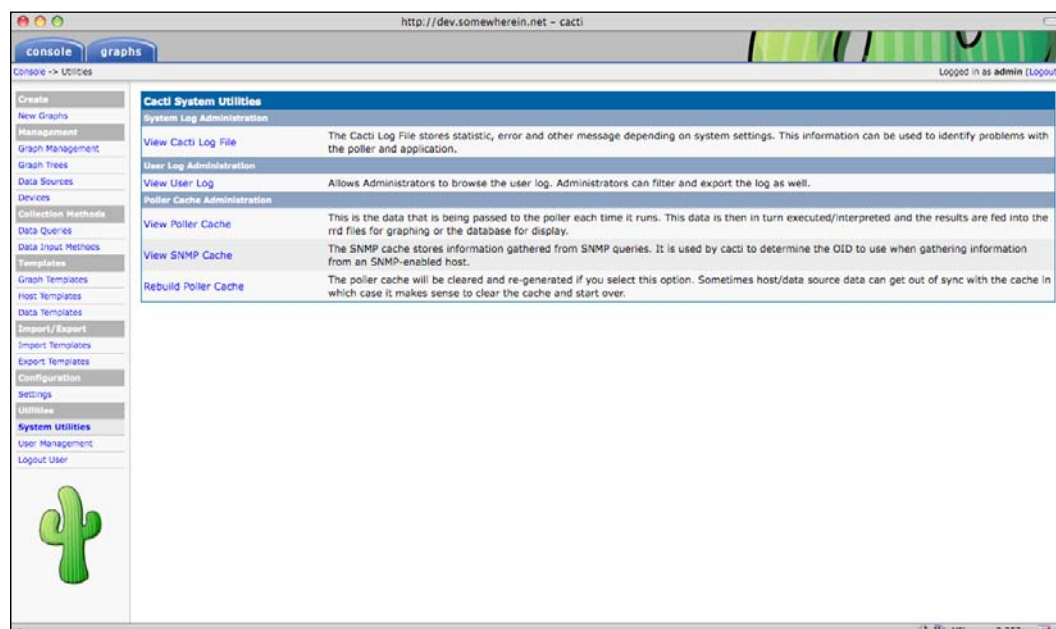 http://dev.somewherein.net – cacti
console graphs
Console -> Utilities
Logged in as admin (Logout
Create
New Graphs
Management
Graph Management
Graph Trees
Data Sources
Devices
Collection Methods
Data Queries
Data Input Methods
Templates
Graph Templates
Host Templates
Data Templates
Import/Export
Import Templates
Export Templates
Configuration
Settings
Utilities
System Utilities
User Management
Logout User
Cacti System Utilities
System Log Administration
View Cacti Log File
The Cacti Log File stores statistic, error and other message depending on system settings. This information can be used to identify problems with
the poller and application.
User Log Administration
View User Log
Allows Administrators to browse the user log. Administrators can filter and export the log as well.
Poller Cache Administration
View Poller Cache
This is the data that is being passed to the poller each time it runs. This data is then in turn executed/interpreted and the results are fed into the
rrd files for graphing or the database for display.
View SNMP Cache
The SNMP cache stores information gathered from SNMP queries. It is used by cacti to determine the OID to use when gathering information
from an SNMP-enabled host.
Rebuild Poller Cache
The poller cache will be cleared and re-generated if you select this option. Sometimes host/data source data can get out of sync with the cache in
which case it makes sense to clear the cache and start over.